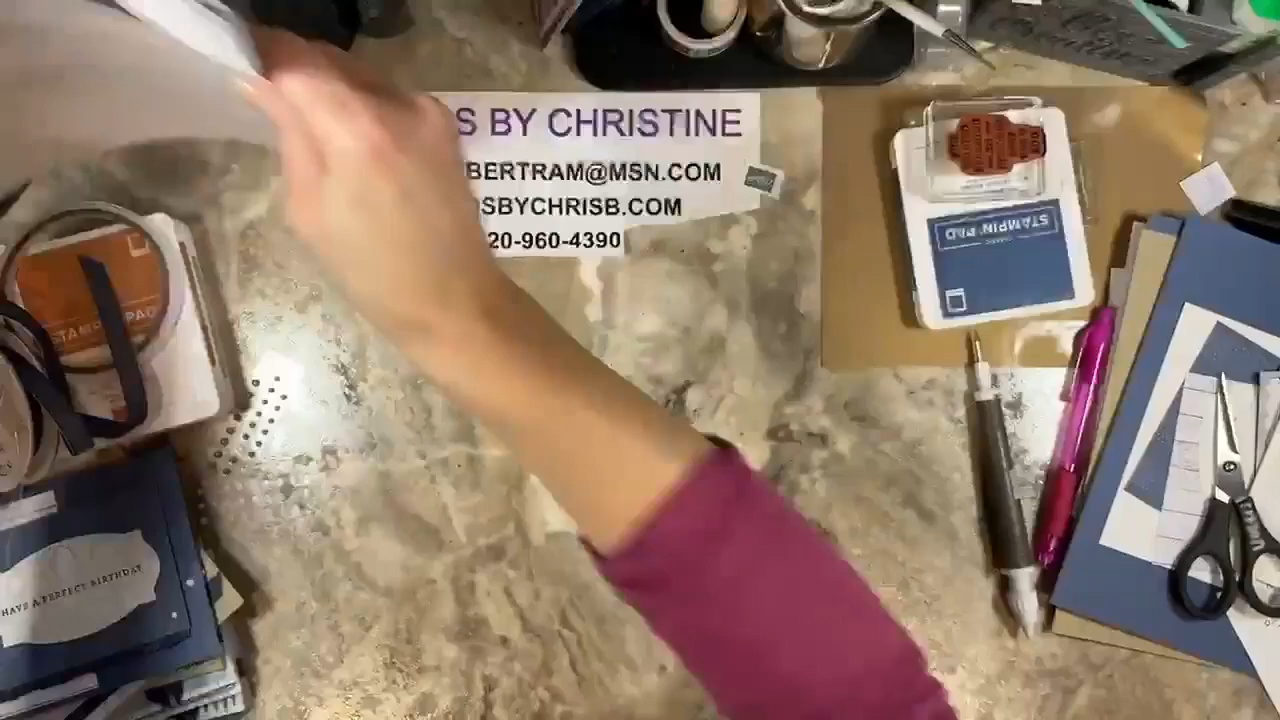 S BY CHRISTINE
BERTRAM@MSN.COM
SBYCHRISB.COM
20-960-4390
STAMPIN' PAD
STAMPIN PAD
HAVE A PERFECT BIRTHDAY